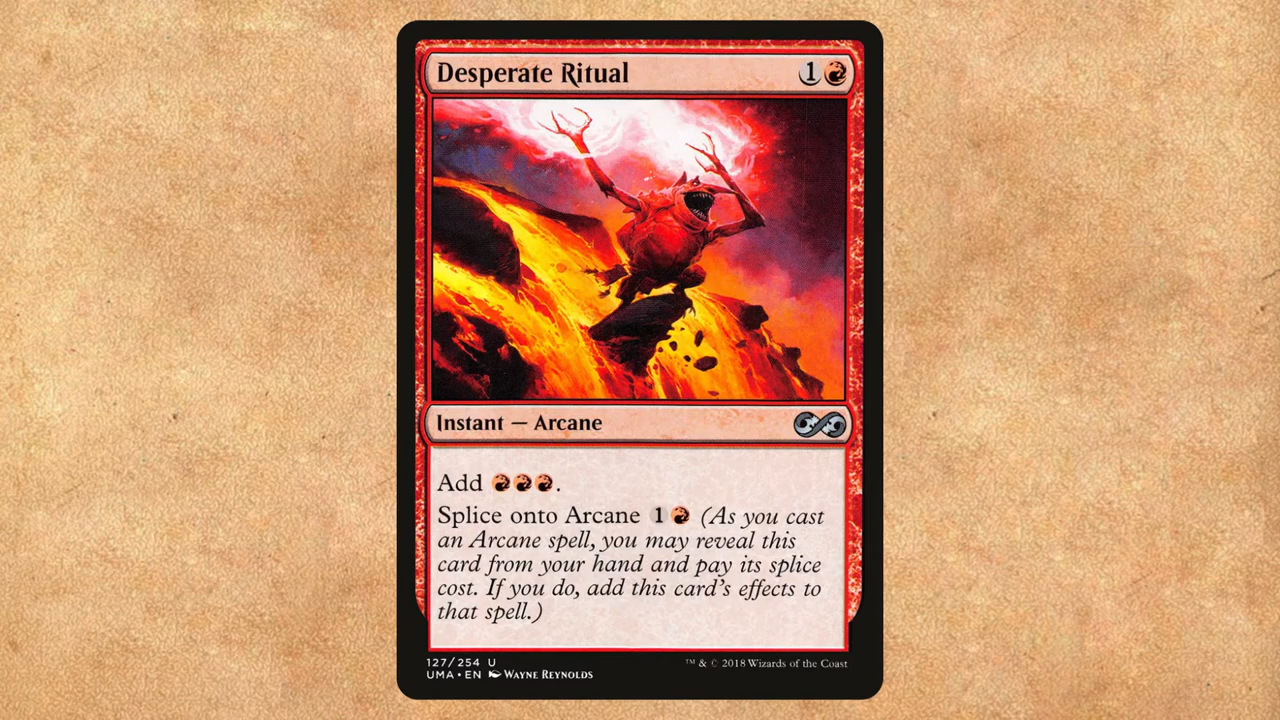 Desperate Ritual 1
Instant — Arcane
Add .
Splice onto Arcane 1 (As you cast
an Arcane spell, you may reveal this
card from your hand and pay its splice
cost. If you do, add this card's effects to
that spell.)
127/254 U
UMA • EN Wayne Reynolds
™ & © 2018 Wizards of the Coast